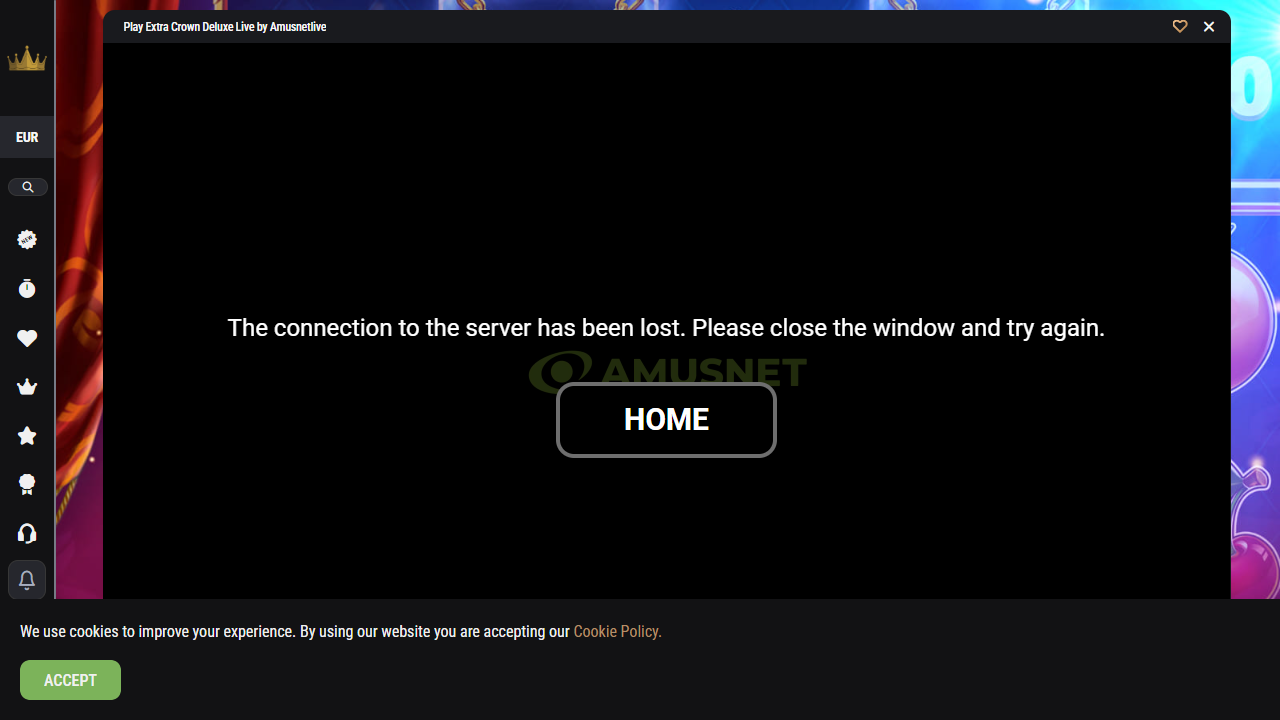 Play Extra Crown Deluxe Live by Amusnetlive
EUR
NEW
The connection to the server has been lost. Please close the window and try again.
AMUSNET
HOME
We use cookies to improve your experience. By using our website you are accepting our Cookie Policy.
ACCEPT